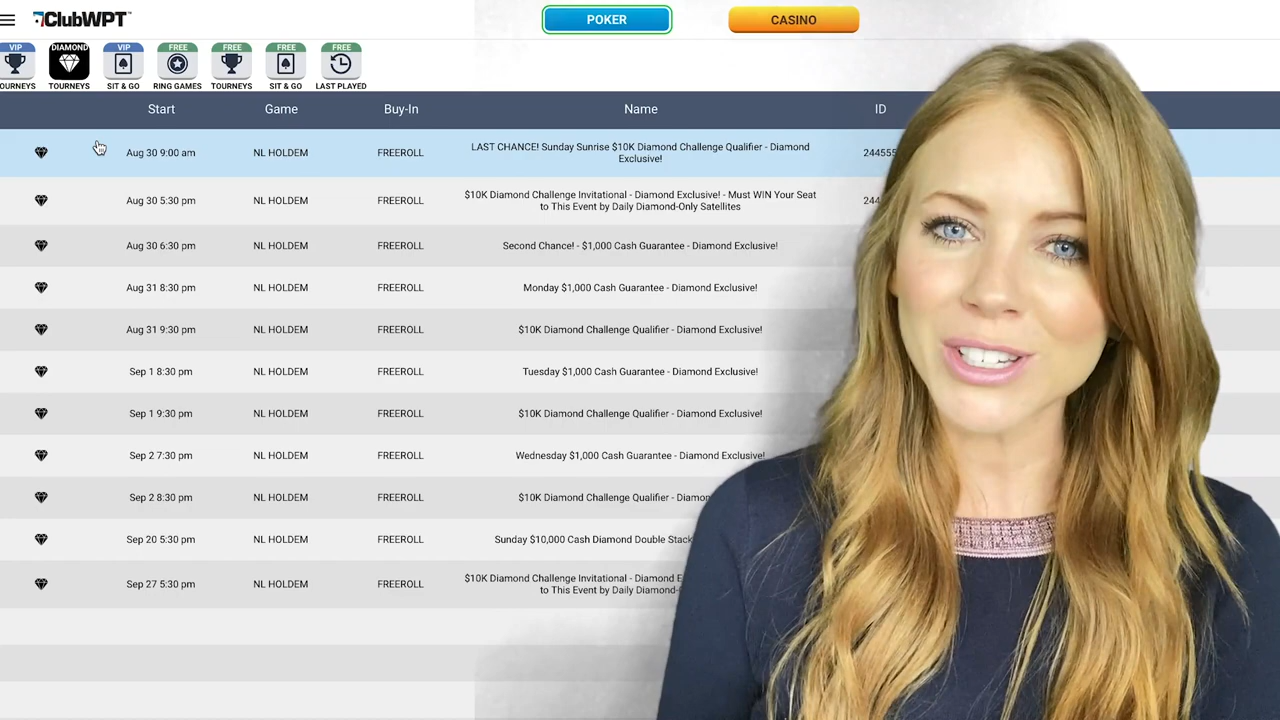 ClubWPT
POKER
CASINO
VIP
DIAMOND
VIP
FREE
FREE
FREE
FREE
TOURNEYS
SIT & GO
RING GAMES
TOURNEYS
SIT & GO
LAST PLAYED
Start Game Buy-In Name ID
Aug 30 9:00 am NL HOLDEM FREEROLL LAST CHANCE! Sunday Sunrise $10K Diamond Challenge Qualifier - Diamond
Exclusive!
244555
Aug 30 5:30 pm NL HOLDEM FREEROLL $10K Diamond Challenge Invitational - Diamond Exclusive! - Must WIN Your Seat
to This Event by Daily Diamond-Only Satellites
244
Aug 30 6:30 pm NL HOLDEM FREEROLL Second Chance! - $1,000 Cash Guarantee - Diamond Exclusive!
Aug 31 8:30 pm NL HOLDEM FREEROLL Monday $1,000 Cash Guarantee - Diamond Exclusive!
Aug 31 9:30 pm NL HOLDEM FREEROLL $10K Diamond Challenge Qualifier - Diamond Exclusive!
Sep 1 8:30 pm NL HOLDEM FREEROLL Tuesday $1,000 Cash Guarantee - Diamond Exclusive!
Sep 1 9:30 pm NL HOLDEM FREEROLL $10K Diamond Challenge Qualifier - Diamond Exclusive!
Sep 2 7:30 pm NL HOLDEM FREEROLL Wednesday $1,000 Cash Guarantee - Diamond Exclusive!
Sep 2 8:30 pm NL HOLDEM FREEROLL $10K Diamond Challenge Qualifier -
Sep 20 5:30 pm NL HOLDEM FREEROLL Sunday $10,000 Cash Diamond Double Stack
Sep 27 5:30 pm NL HOLDEM FREEROLL $10K Diamond Challenge Invitational - Diamond
to This Event by Daily